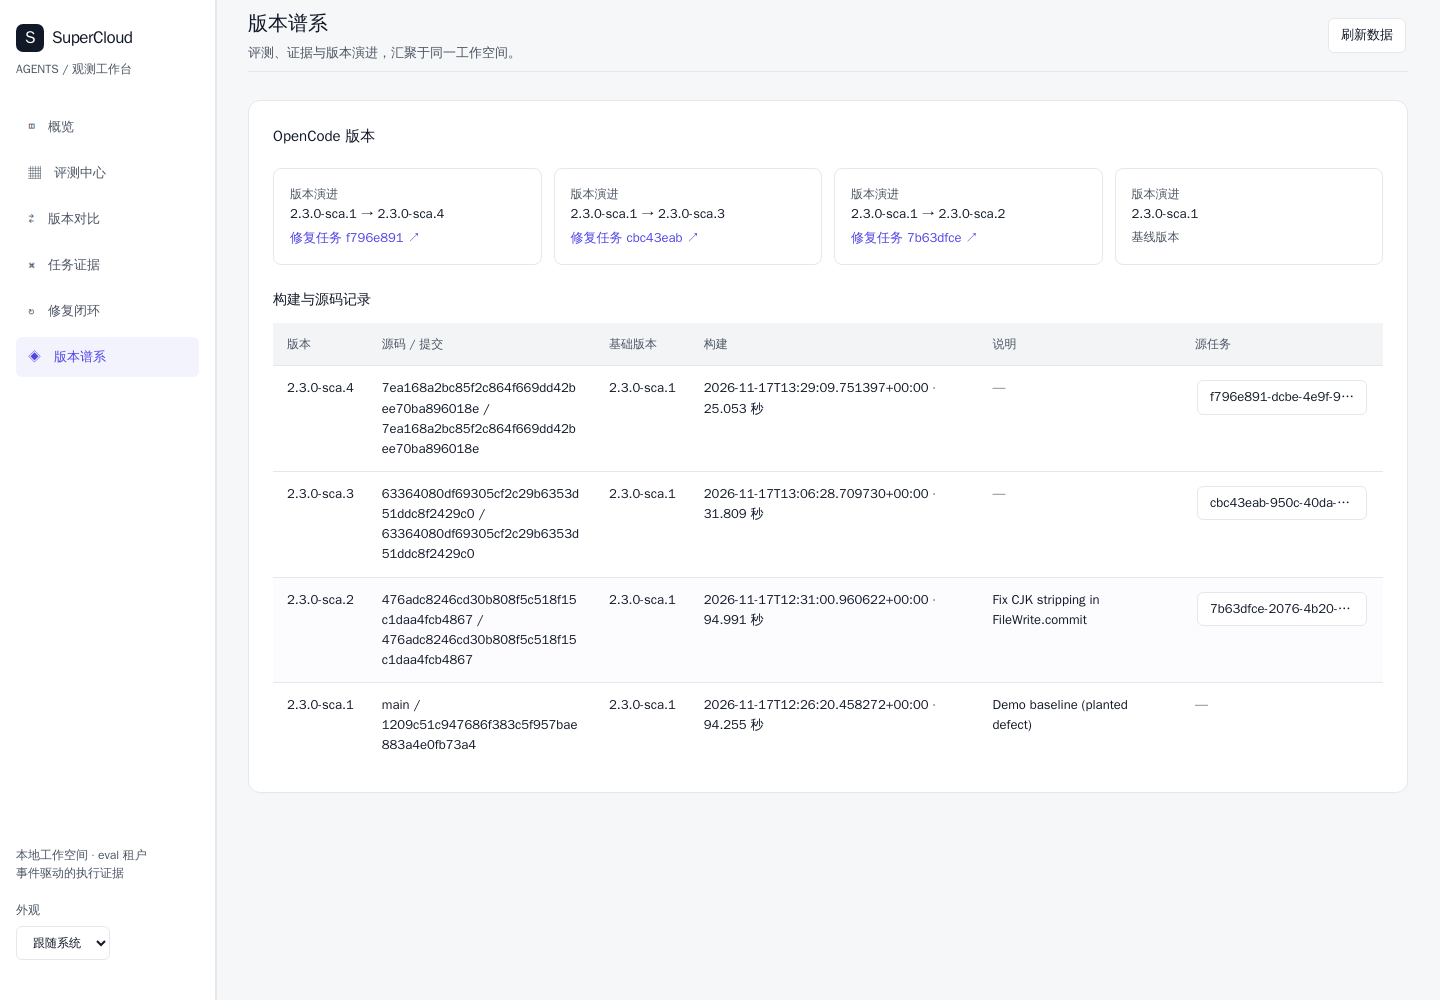 S SuperCloud
AGENTS / 观测工作台
概览
评测中心
版本对比
任务证据
修复闭环
版本谱系
本地工作空间 · eval 租户
事件驱动的执行证据
外观
跟随系统
版本谱系
评测、证据与版本演进，汇聚于同一工作空间。
刷新数据
OpenCode 版本
版本演进
2.3.0-sca.1 → 2.3.0-sca.4
修复任务 f796e891 ↗
版本演进
2.3.0-sca.1 → 2.3.0-sca.3
修复任务 cbc43eab ↗
版本演进
2.3.0-sca.1 → 2.3.0-sca.2
修复任务 7b63dfce ↗
版本演进
2.3.0-sca.1
基线版本
构建与源码记录
版本 源码 / 提交 基础版本 构建 说明 源任务
2.3.0-sca.4 7ea168a2bc85f2c864f669dd42b 2.3.0-sca.1 2026-11-17T13:29:09.751397+00:00 · — f796e891-dcbe-4e9f-9…
ee70ba896018e / 25.053 秒
7ea168a2bc85f2c864f669dd42b
ee70ba896018e
2.3.0-sca.3 63364080df69305cf2c29b6353d 2.3.0-sca.1 2026-11-17T13:06:28.709730+00:00 · — cbc43eab-950c-40da-…
51ddc8f2429c0 / 31.809 秒
63364080df69305cf2c29b6353d
51ddc8f2429c0
2.3.0-sca.2 476adc8246cd30b808f5c518f15 2.3.0-sca.1 2026-11-17T12:31:00.960622+00:00 · Fix CJK stripping in 7b63dfce-2076-4b20-…
c1daa4fcb4867 / 94.991 秒 FileWrite.commit
476adc8246cd30b808f5c518f15
c1daa4fcb4867
2.3.0-sca.1 main / 2.3.0-sca.1 2026-11-17T12:26:20.458272+00:00 · Demo baseline (planted —
1209c51c947686f383c5f957bae 94.255 秒 defect)
883a4e0fb73a4